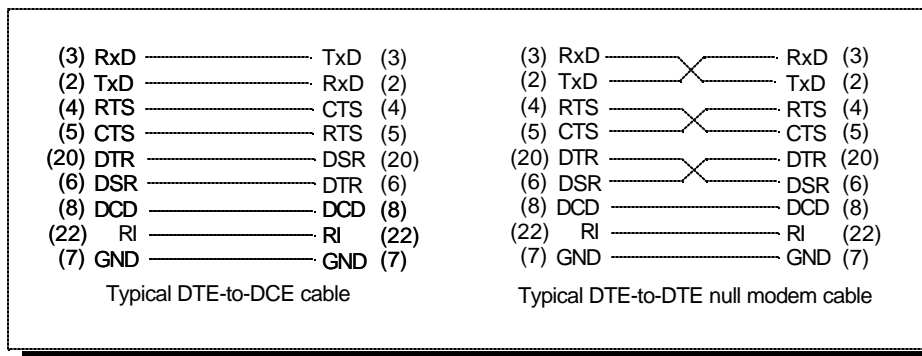 (3) RxD TxD (3)
(2) TxD RxD (2)
(4) RTS CTS (4)
(5) CTS RTS (5)
(20) DTR DSR (20)
(6) DSR DTR (6)
(8) DCD DCD (8)
(22) RI RI (22)
(7) GND GND (7)
Typical DTE-to-DCE cable
(3) RxD RxD (3)
(2) TxD TxD (2)
(4) RTS RTS (4)
(5) CTS CTS (5)
(20) DTR DTR (20)
(6) DSR DSR (6)
(8) DCD DCD (8)
(22) RI RI (22)
(7) GND GND (7)
Typical DTE-to-DTE null modem cable